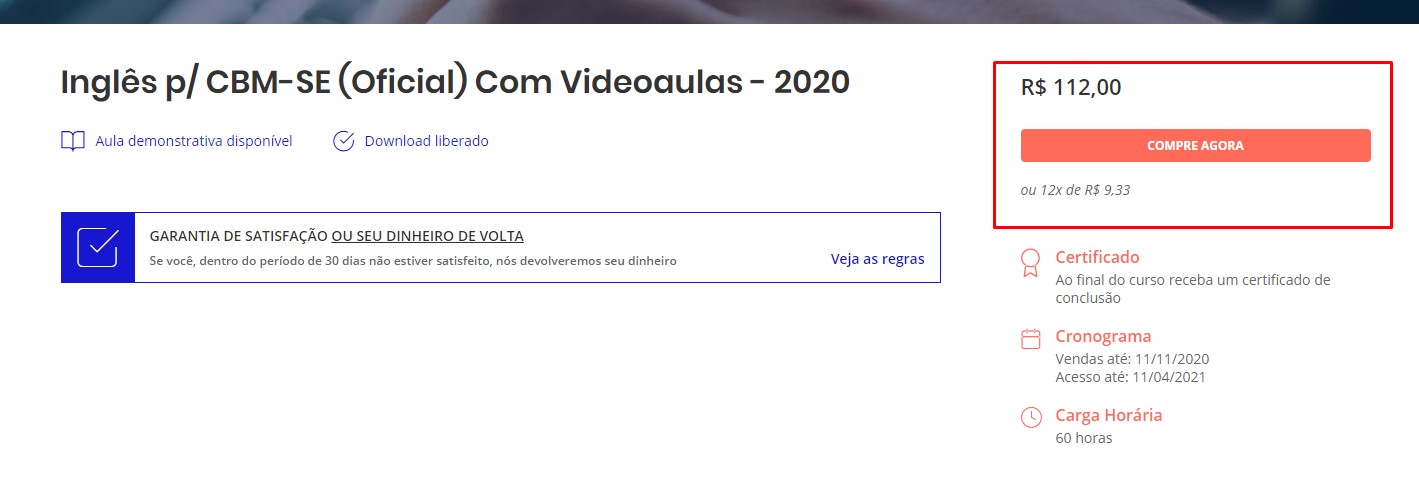 Inglês p/ CBM-SE (Oficial) Com Videoaulas - 2020
Aula demonstrativa disponível
Download liberado
GARANTIA DE SATISFAÇÃO OU SEU DINHEIRO DE VOLTA
Se você, dentro do período de 30 dias não estiver satisfeito, nós devolveremos seu dinheiro
Veja as regras
R$ 112,00
COMPRE AGORA
ou 12x de R$ 9,33
Certificado
Ao final do curso receba um certificado de
conclusão
Cronograma
Vendas até: 11/11/2020
Acesso até: 11/04/2021
Carga Horária
60 horas